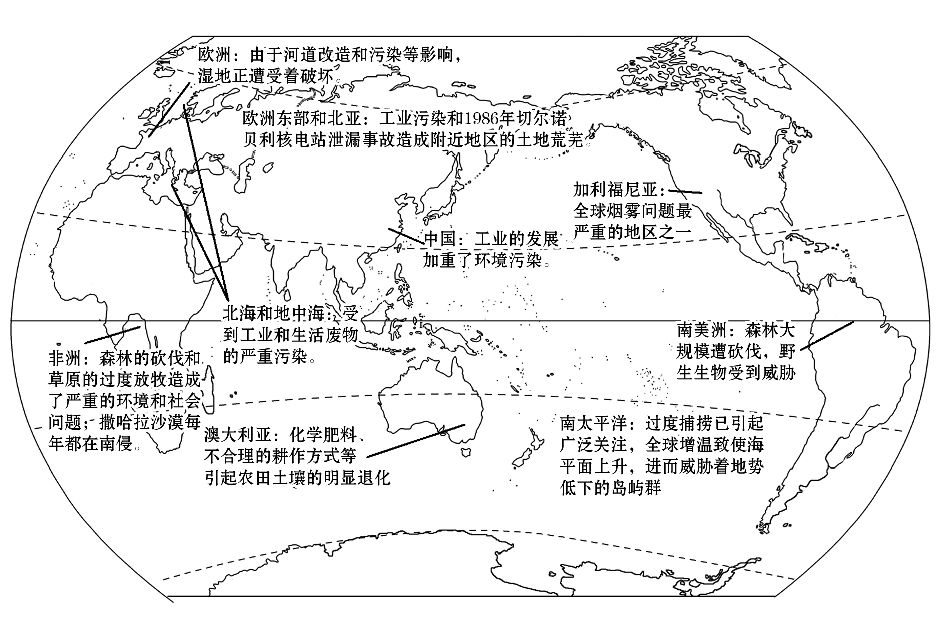 欧洲：由于河道改造和污染等影响，
湿地正遭受着破坏
欧洲东部和北亚：工业污染和1986年切尔诺
贝利核电站泄漏事故造成附近地区的土地荒芜
加利福尼亚：
全球烟雾问题最
严重的地区之一
中国：工业的发展
加重了环境污染。
北海和地中海：受
到工业和生活废物
的严重污染。
南美洲：森林大
规模遭砍伐，野
生生物受到威胁
非洲：森林的砍伐和
草原的过度放牧造成
了严重的环境和社会
问题；撒哈拉沙漠每
年都在南侵。
澳大利亚：化学肥料、
不合理的耕作方式等
引起农田土壤的明显退化
南太平洋：过度捕捞已引起
广泛关注，全球增温致使海
平面上升，进而威胁着地势
低下的岛屿群